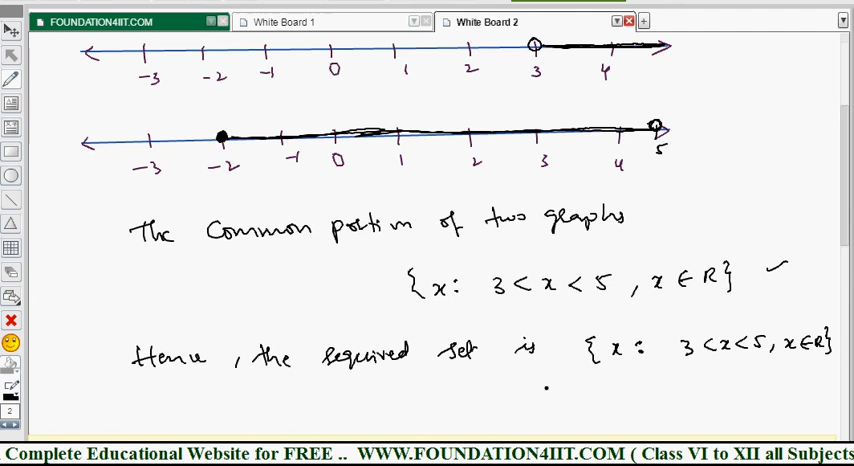 FOUNDATION4IIT.COM White Board 1 White Board 2
-3 -2 -1 0 1 2 3 4
-3 -2 -1 0 1 2 3 4 5
The Common portion of two graphs
{x: 3 < x < 5, x ∈ R} ✓
Hence, the required set is {x: 3 < x < 5, x ∈ R}
2
Complete Educational Website for FREE .. WWW.FOUNDATION4IIT.COM ( Class VI to XII all Subjects